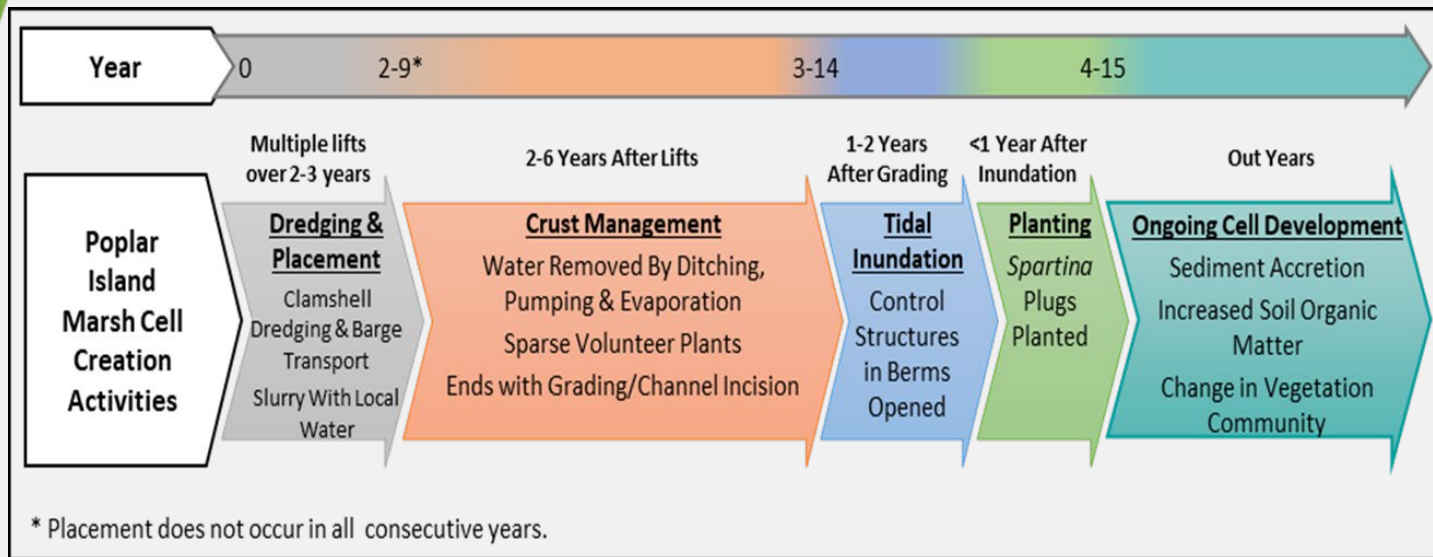 Year
0
2-9*
3-14
4-15
Multiple lifts
over 2-3 years
2-6 Years After Lifts
1-2 Years
After Grading
<1 Year After
Inundation
Out Years
Poplar
Island
Marsh Cell
Creation
Activities
Dredging &
Placement
Clamshell
Dredging & Barge
Transport
Slurry With Local
Water
Crust Management
Water Removed By Ditching,
Pumping & Evaporation
Sparse Volunteer Plants
Ends with Grading/Channel Incision
Tidal
Inundation
Control
Structures
in Berms
Opened
Planting
Spartina
Plugs
Planted
Ongoing Cell Development
Sediment Accretion
Increased Soil Organic
Matter
Change in Vegetation
Community
* Placement does not occur in all consecutive years.